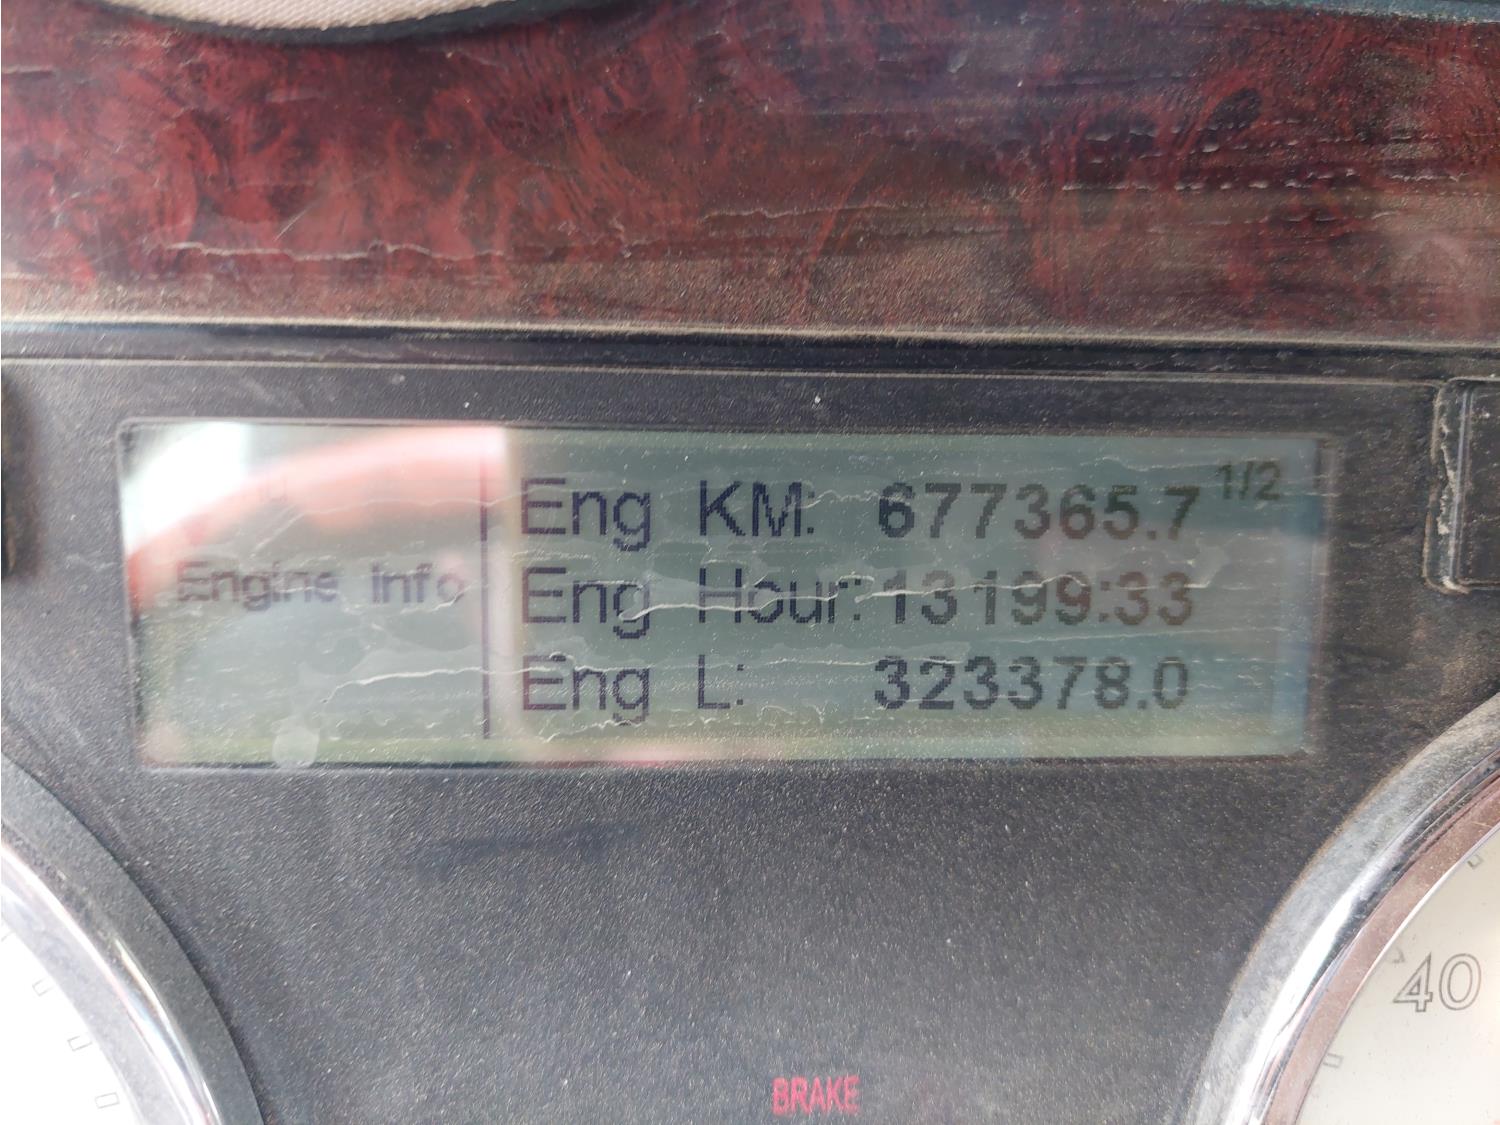 Eng KM: 677365.7 1/2
Engine Info
Eng Hour:13199:33
Eng L: 323378.0
40
BRAKE